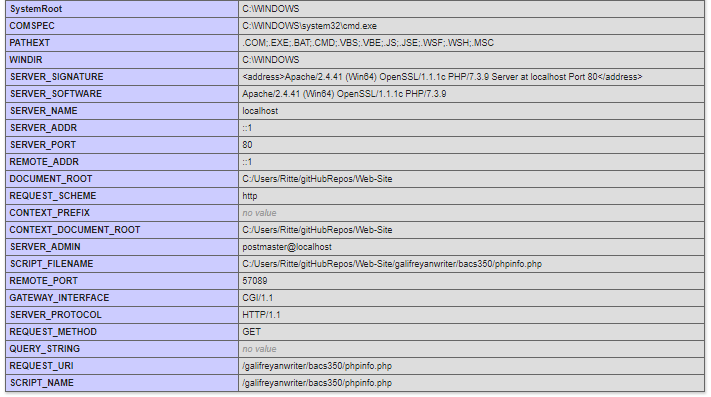 SystemRoot C:\WINDOWS
COMSPEC C:\WINDOWS\system32\cmd.exe
PATHEXT .COM;.EXE;.BAT;.CMD;.VBS;.VBE;.JS;.JSE;.WSF;.WSH;.MSC
WINDIR C:\WINDOWS
SERVER_SIGNATURE <address>Apache/2.4.41 (Win64) OpenSSL/1.1.1c PHP/7.3.9 Server at localhost Port 80</address>
SERVER_SOFTWARE Apache/2.4.41 (Win64) OpenSSL/1.1.1c PHP/7.3.9
SERVER_NAME localhost
SERVER_ADDR ::1
SERVER_PORT 80
REMOTE_ADDR ::1
DOCUMENT_ROOT C:/Users/Ritte/gitHubRepos/Web-Site
REQUEST_SCHEME http
CONTEXT_PREFIX no value
CONTEXT_DOCUMENT_ROOT C:/Users/Ritte/gitHubRepos/Web-Site
SERVER_ADMIN postmaster@localhost
SCRIPT_FILENAME C:/Users/Ritte/gitHubRepos/Web-Site/galifreyanwriter/bacs350/phpinfo.php
REMOTE_PORT 57089
GATEWAY_INTERFACE CGI/1.1
SERVER_PROTOCOL HTTP/1.1
REQUEST_METHOD GET
QUERY_STRING no value
REQUEST_URI /galifreyanwriter/bacs350/phpinfo.php
SCRIPT_NAME /galifreyanwriter/bacs350/phpinfo.php